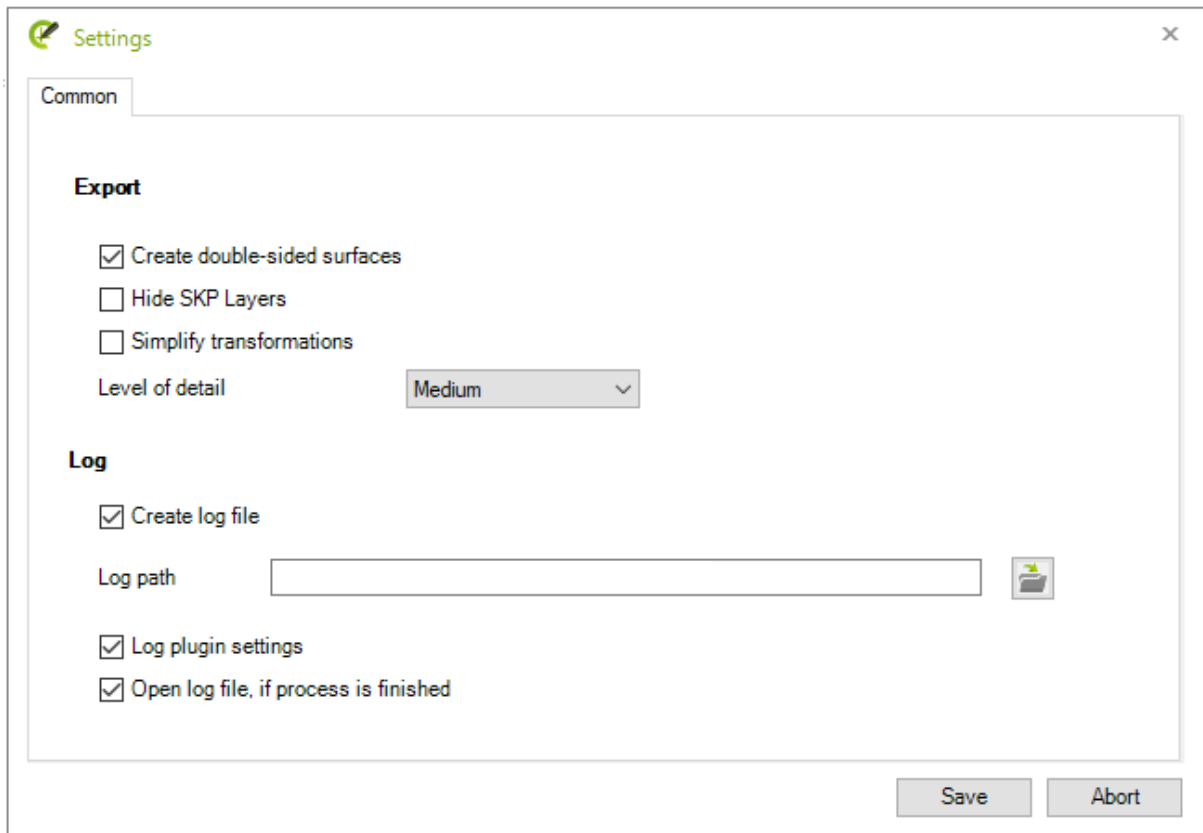 Settings
Common
Export
Create double-sided surfaces
Hide SKP Layers
Simplify transformations
Level of detail Medium
Log
Create log file
Log path
Log plugin settings
Open log file, if process is finished
Save Abort